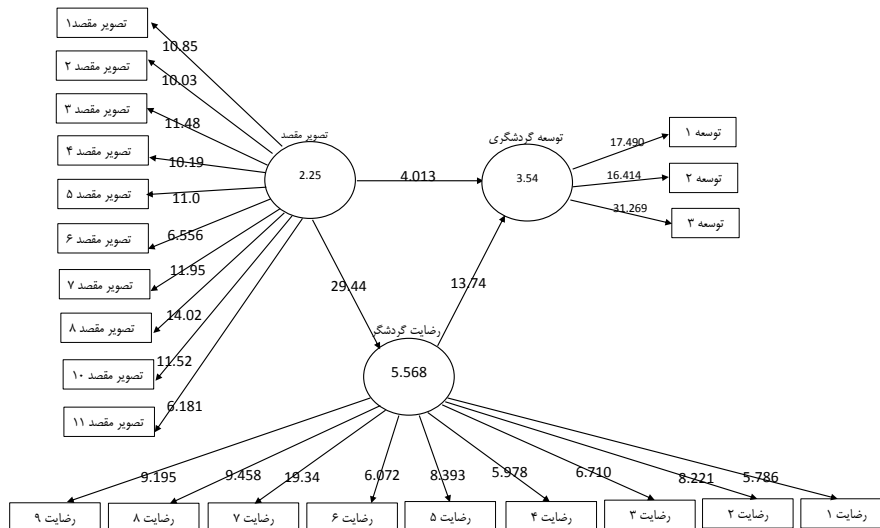 تصویر مقصد۱
تصویر مقصد ۲
تصویر مقصد ۳
تصویر مقصد ۴
تصویر مقصد ۵
تصویر مقصد ۶
تصویر مقصد ۷
تصویر مقصد ۸
تصویر مقصد ۱۰
تصویر مقصد ۱۱
10.85
10.03
11.48
10.19
11.0
6.556
11.95
14.02
11.52
6.181
تصویر مقصد
2.25
4.013
29.44
توسعه گردشگری
3.54
13.74
17.490
16.414
31.269
توسعه ۱
توسعه ۲
توسعه ۳
رضایت گردشگر
5.568
9.195
9.458
19.34
6.072
8.393
5.978
6.710
8.221
5.786
رضایت ۹
رضایت ۸
رضایت ۷
رضایت ۶
رضایت ۵
رضایت ۴
رضایت ۳
رضایت ۲
رضایت ۱